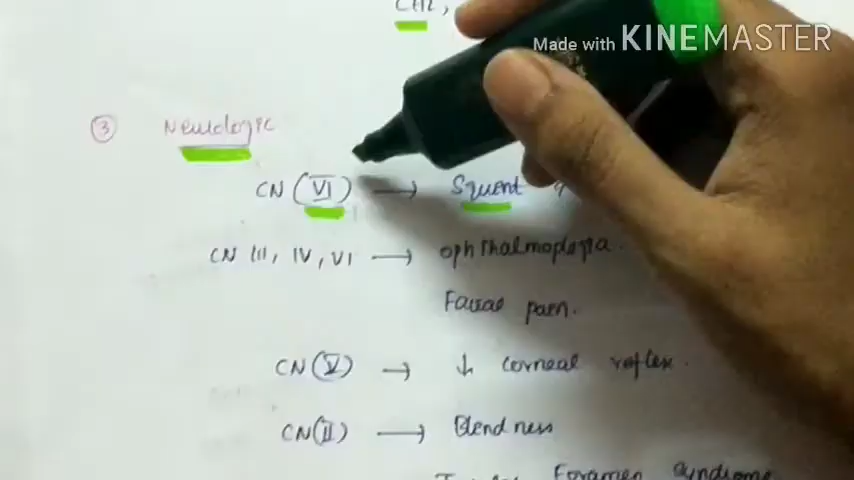 Made with KINEMASTER
③ Neurologic
CN (VI) → Squint
CN III, IV, VI → ophthalmoplegia.
Facial pain.
CN (V) → ↓ corneal reflex.
CN (II) → Blendness
Foramen syndrome